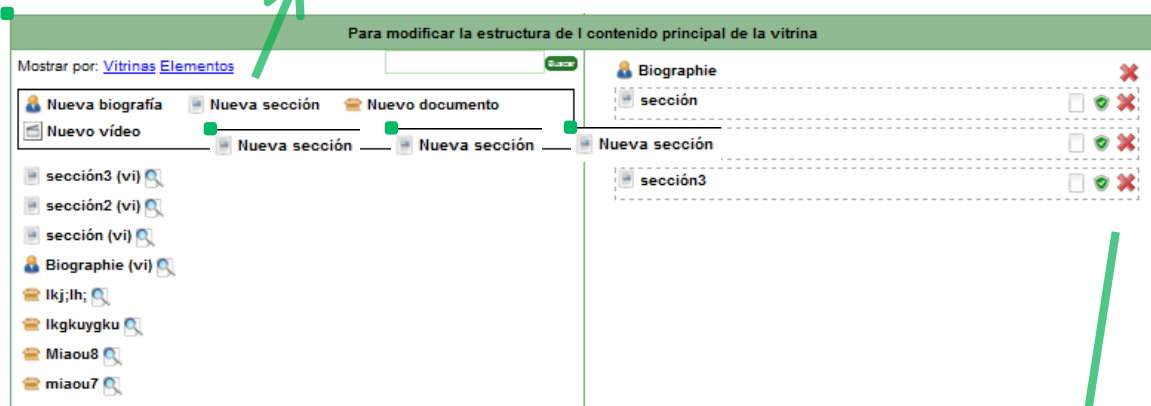 Para modificar la estructura de l contenido principal de la vitrina
Mostrar por: Vitrinas Elementos
Buscar
Nueva biografía Nueva sección Nuevo documento
Nuevo vídeo
Nueva sección Nueva sección Nueva sección
sección3 (vi)
sección2 (vi)
sección (vi)
Biographie (vi)
lkj;lh;
lkgkuygku
Miaou8
miaou7
Biographie
sección
sección3